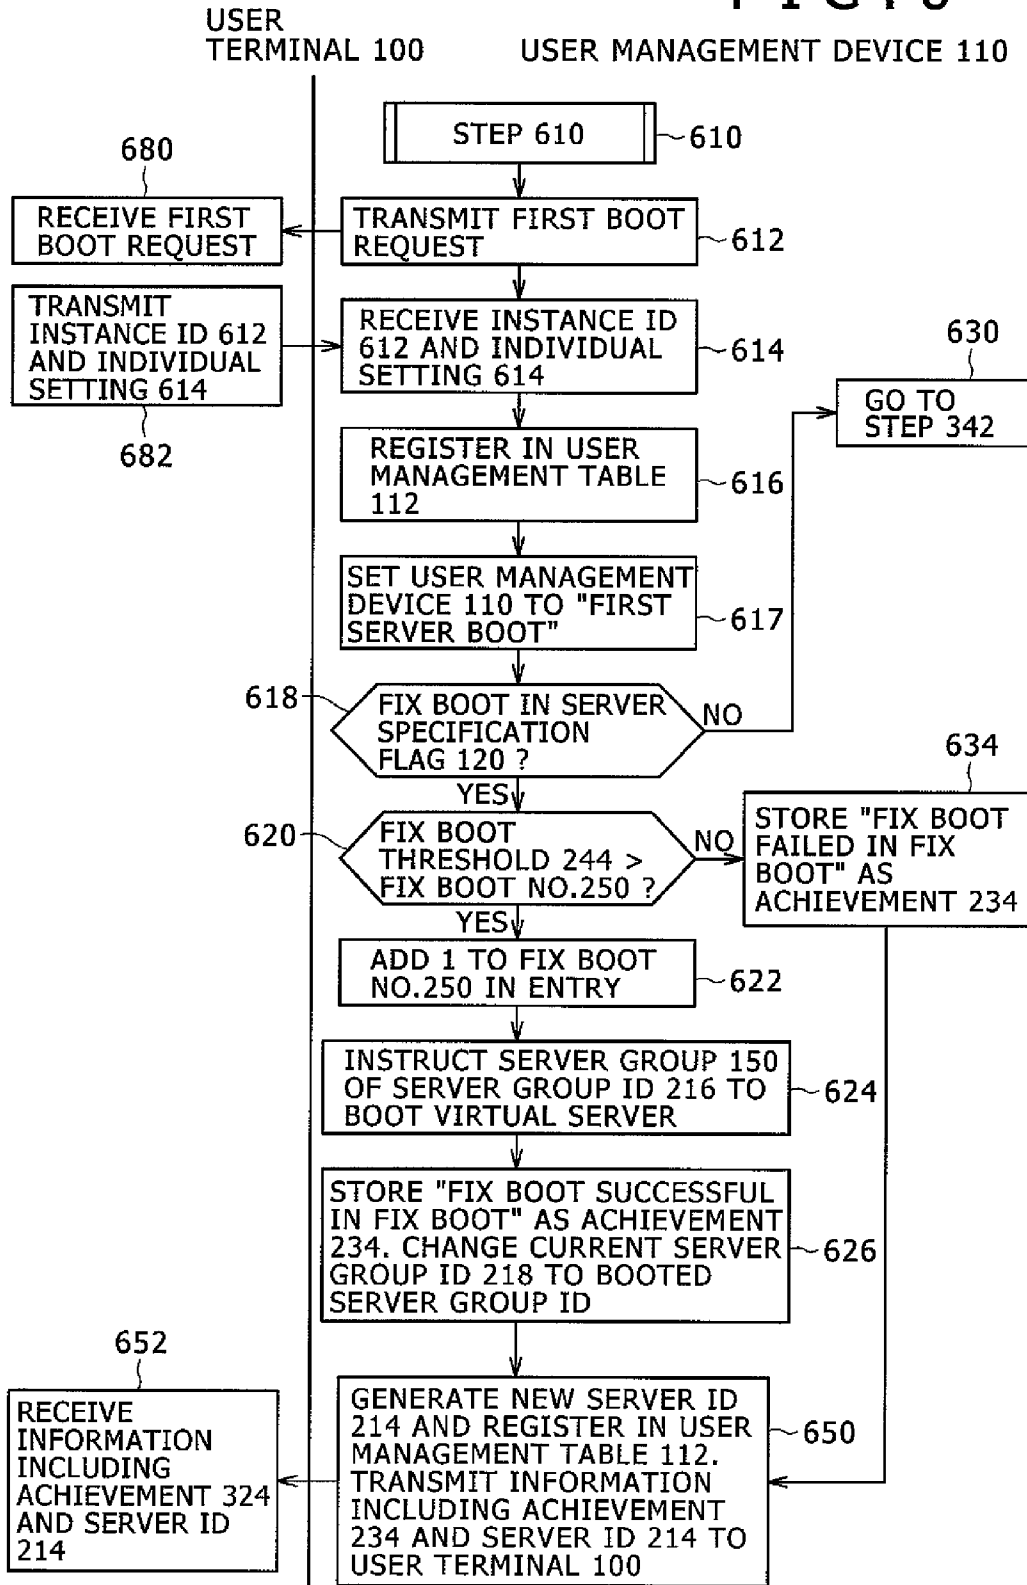 USER
TERMINAL 100
USER MANAGEMENT DEVICE 110
STEP 610
610
680
RECEIVE FIRST
BOOT REQUEST
TRANSMIT FIRST BOOT
REQUEST
612
TRANSMIT
INSTANCE ID 612
AND INDIVIDUAL
SETTING 614
682
RECEIVE INSTANCE ID
612 AND INDIVIDUAL
SETTING 614
614
630
GO TO
STEP 342
REGISTER IN USER
MANAGEMENT TABLE
112
616
SET USER MANAGEMENT
DEVICE 110 TO "FIRST
SERVER BOOT"
617
618
FIX BOOT IN SERVER
SPECIFICATION
FLAG 120 ?
NO
YES
620
FIX BOOT
THRESHOLD 244 >
FIX BOOT NO.250 ?
NO
YES
634
STORE "FIX BOOT
FAILED IN FIX
BOOT" AS
ACHIEVEMENT 234
ADD 1 TO FIX BOOT
NO.250 IN ENTRY
622
INSTRUCT SERVER GROUP 150
OF SERVER GROUP ID 216 TO
BOOT VIRTUAL SERVER
624
STORE "FIX BOOT SUCCESSFUL
IN FIX BOOT" AS ACHIEVEMENT
234. CHANGE CURRENT SERVER
GROUP ID 218 TO BOOTED
SERVER GROUP ID
626
652
RECEIVE
INFORMATION
INCLUDING
ACHIEVEMENT 324
AND SERVER ID
214
GENERATE NEW SERVER ID
214 AND REGISTER IN USER
MANAGEMENT TABLE 112.
TRANSMIT INFORMATION
INCLUDING ACHIEVEMENT
234 AND SERVER ID 214 TO
USER TERMINAL 100
650